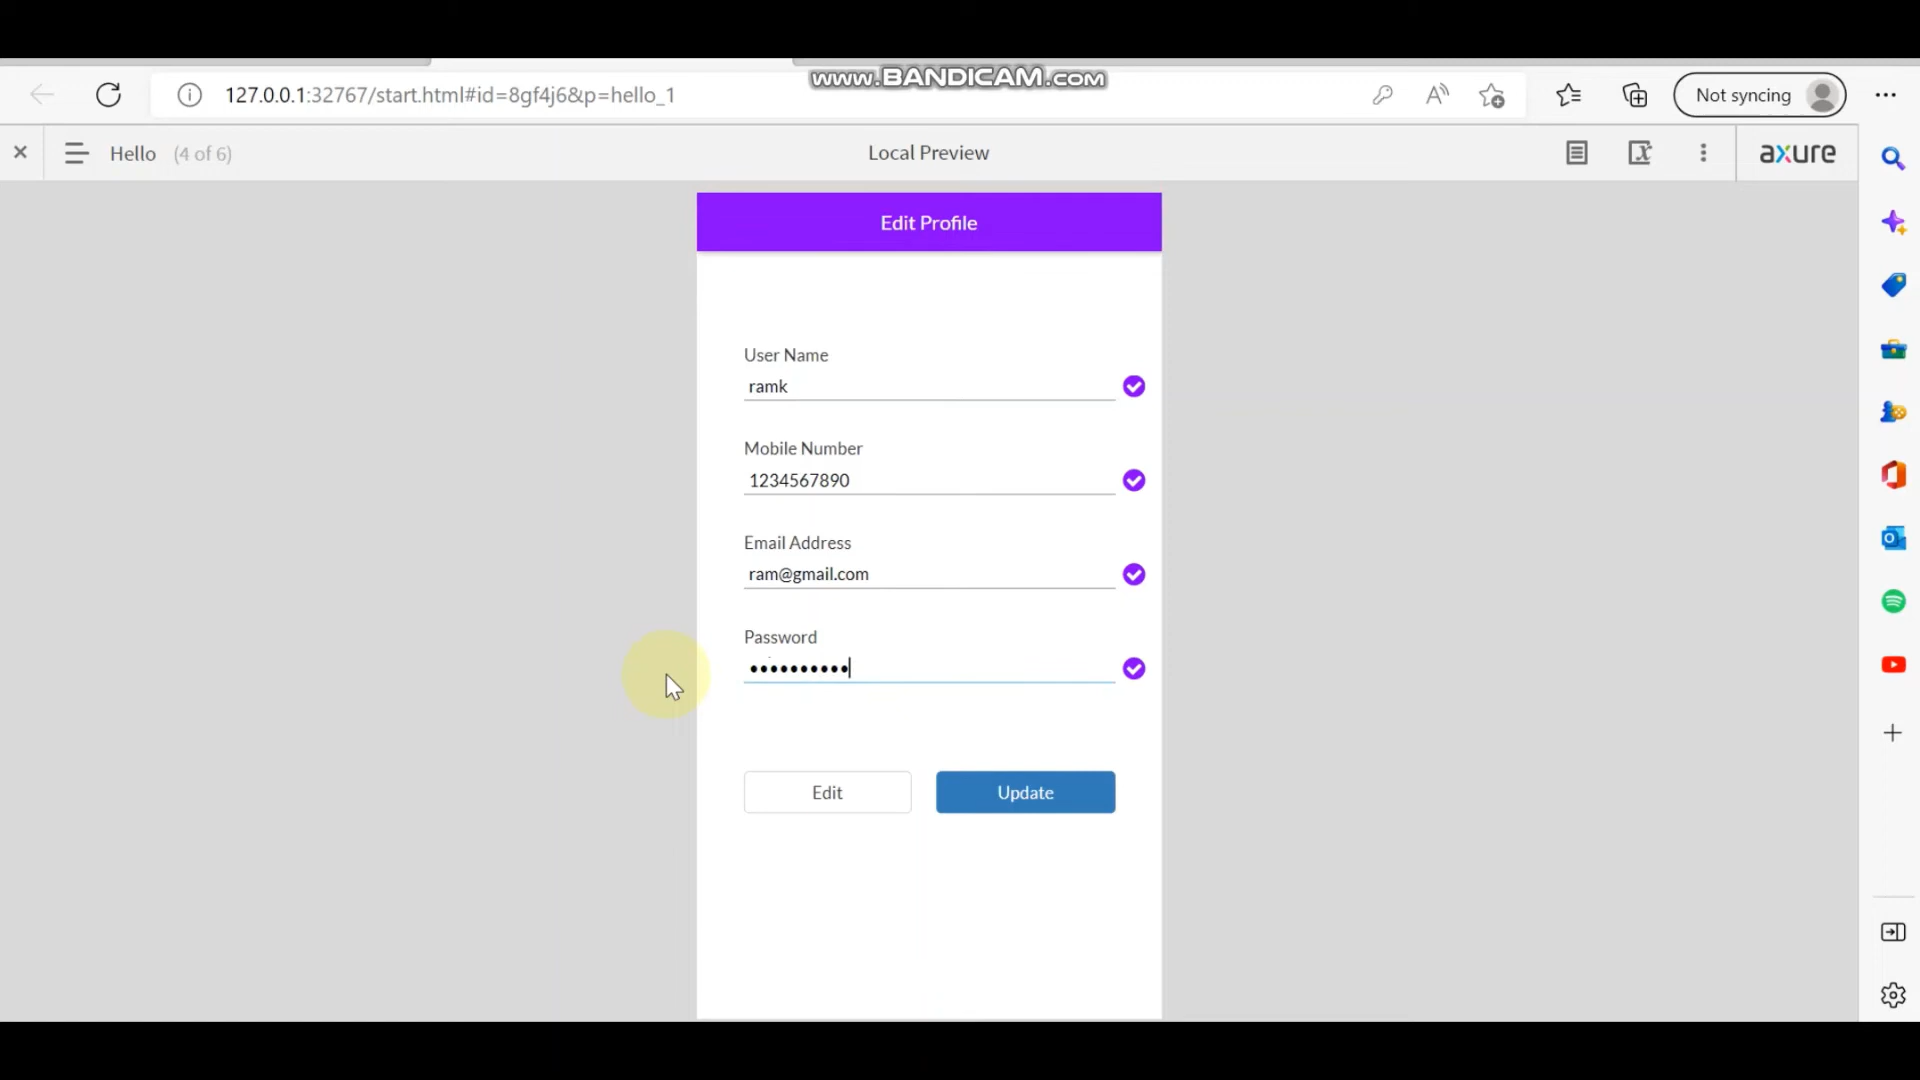 www.BANDICAM.com
127.0.0.1:32767/start.html#id=8gf4j6&p=hello_1
Not syncing
Hello (4 of 6)
Local Preview
axure
Edit Profile
User Name
ramk
Mobile Number
1234567890
Email Address
ram@gmail.com
Password
••••••••••
Edit
Update